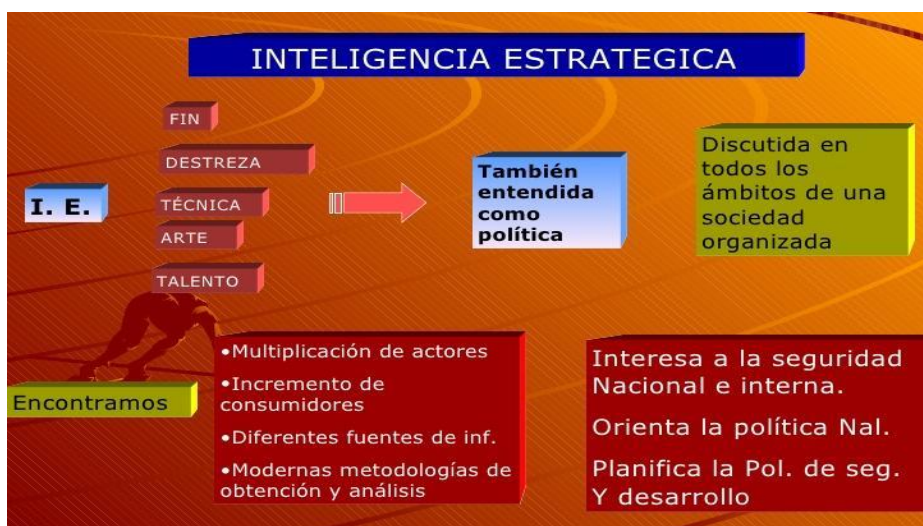 INTELIGENCIA ESTRATEGICA
I. E.
FIN
DESTREZA
TÉCNICA
ARTE
TALENTO
También
entendida
como
política
Discutida en
todos los
ámbitos de una
sociedad
organizada
Encontramos
•Multiplicación de actores
•Incremento de
consumidores
•Diferentes fuentes de inf.
•Modernas metodologías de
obtención y análisis
Interesa a la seguridad
Nacional e interna.
Orienta la política Nal.
Planifica la Pol. de seg.
Y desarrollo